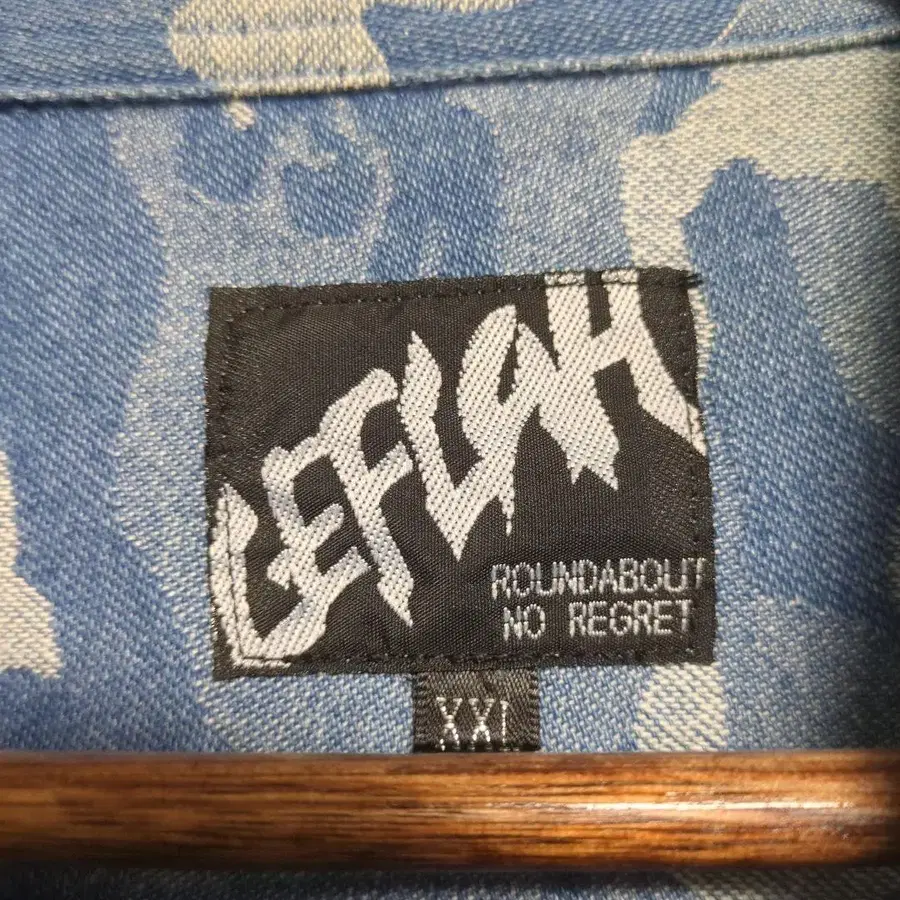 LEFLAH
ROUNDABOUT
NO REGRET
XXL